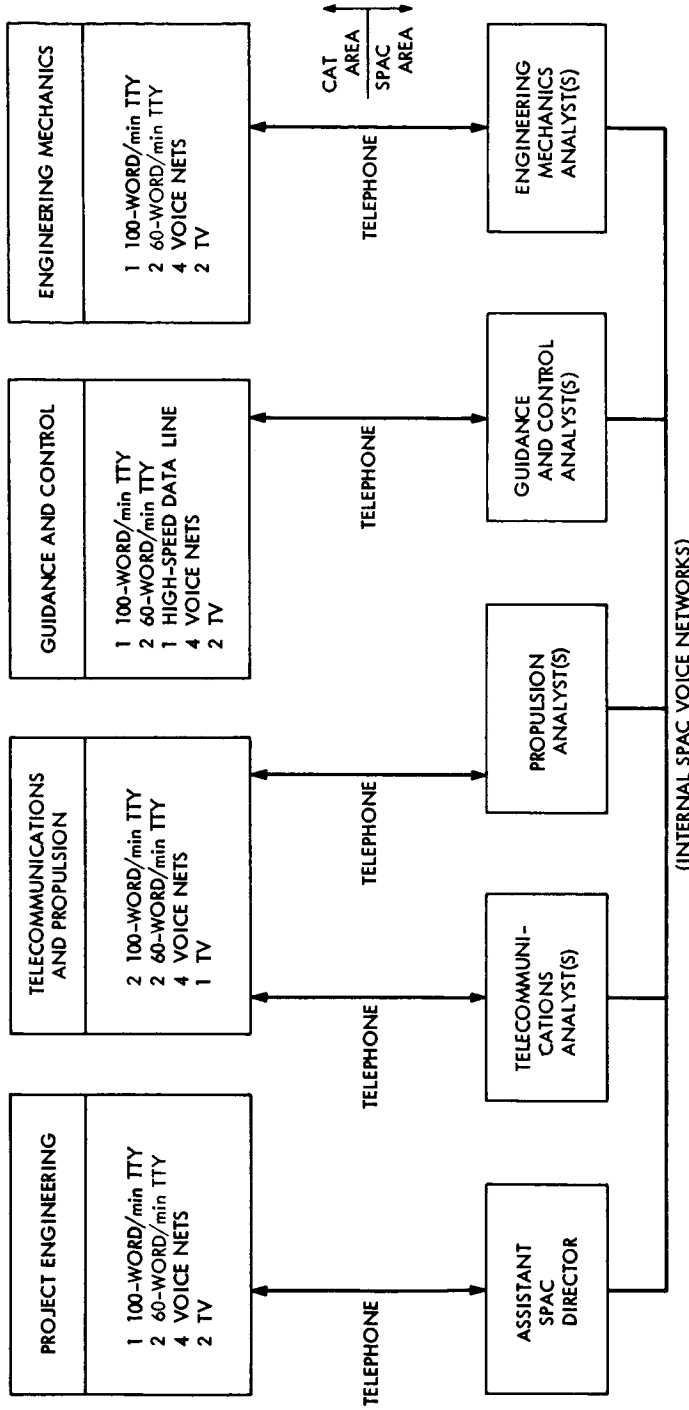 PROJECT ENGINEERING
1 100-WORD/min TTY
2 60-WORD/min TTY
4 VOICE NETS
2 TV
TELECOMMUNICATIONS
AND PROPULSION
2 100-WORD/min TTY
2 60-WORD/min TTY
4 VOICE NETS
1 TV
GUIDANCE AND CONTROL
1 100-WORD/min TTY
2 60-WORD/min TTY
1 HIGH-SPEED DATA LINE
4 VOICE NETS
2 TV
ENGINEERING MECHANICS
1 100-WORD/min TTY
2 60-WORD/min TTY
4 VOICE NETS
2 TV
TELEPHONE
TELEPHONE
TELEPHONE
TELEPHONE
TELEPHONE
CAT
AREA
SPAC
AREA
ASSISTANT
SPAC
DIRECTOR
TELECOMMUNI-
CATIONS
ANALYST(S)
PROPULSION
ANALYST(S)
GUIDANCE
AND CONTROL
ANALYST(S)
ENGINEERING
MECHANICS
ANALYST(S)
(INTERNAL SPAC VOICE NETWORKS)